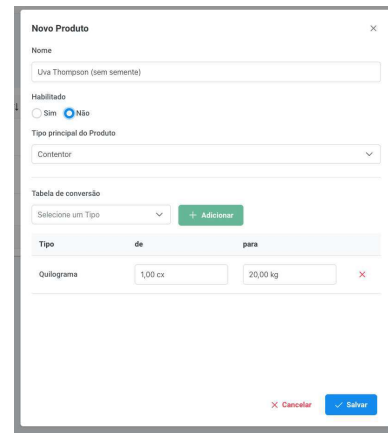 Novo Produto
Nome
Uva Thompson (sem semente)
Habilitado
Sim Não
Tipo principal do Produto
Contentor
Tabela de conversão
Selecione um Tipo + Adicionar
Tipo de para
Quilograma 1,00 cx 20,00 kg
Cancelar Salvar